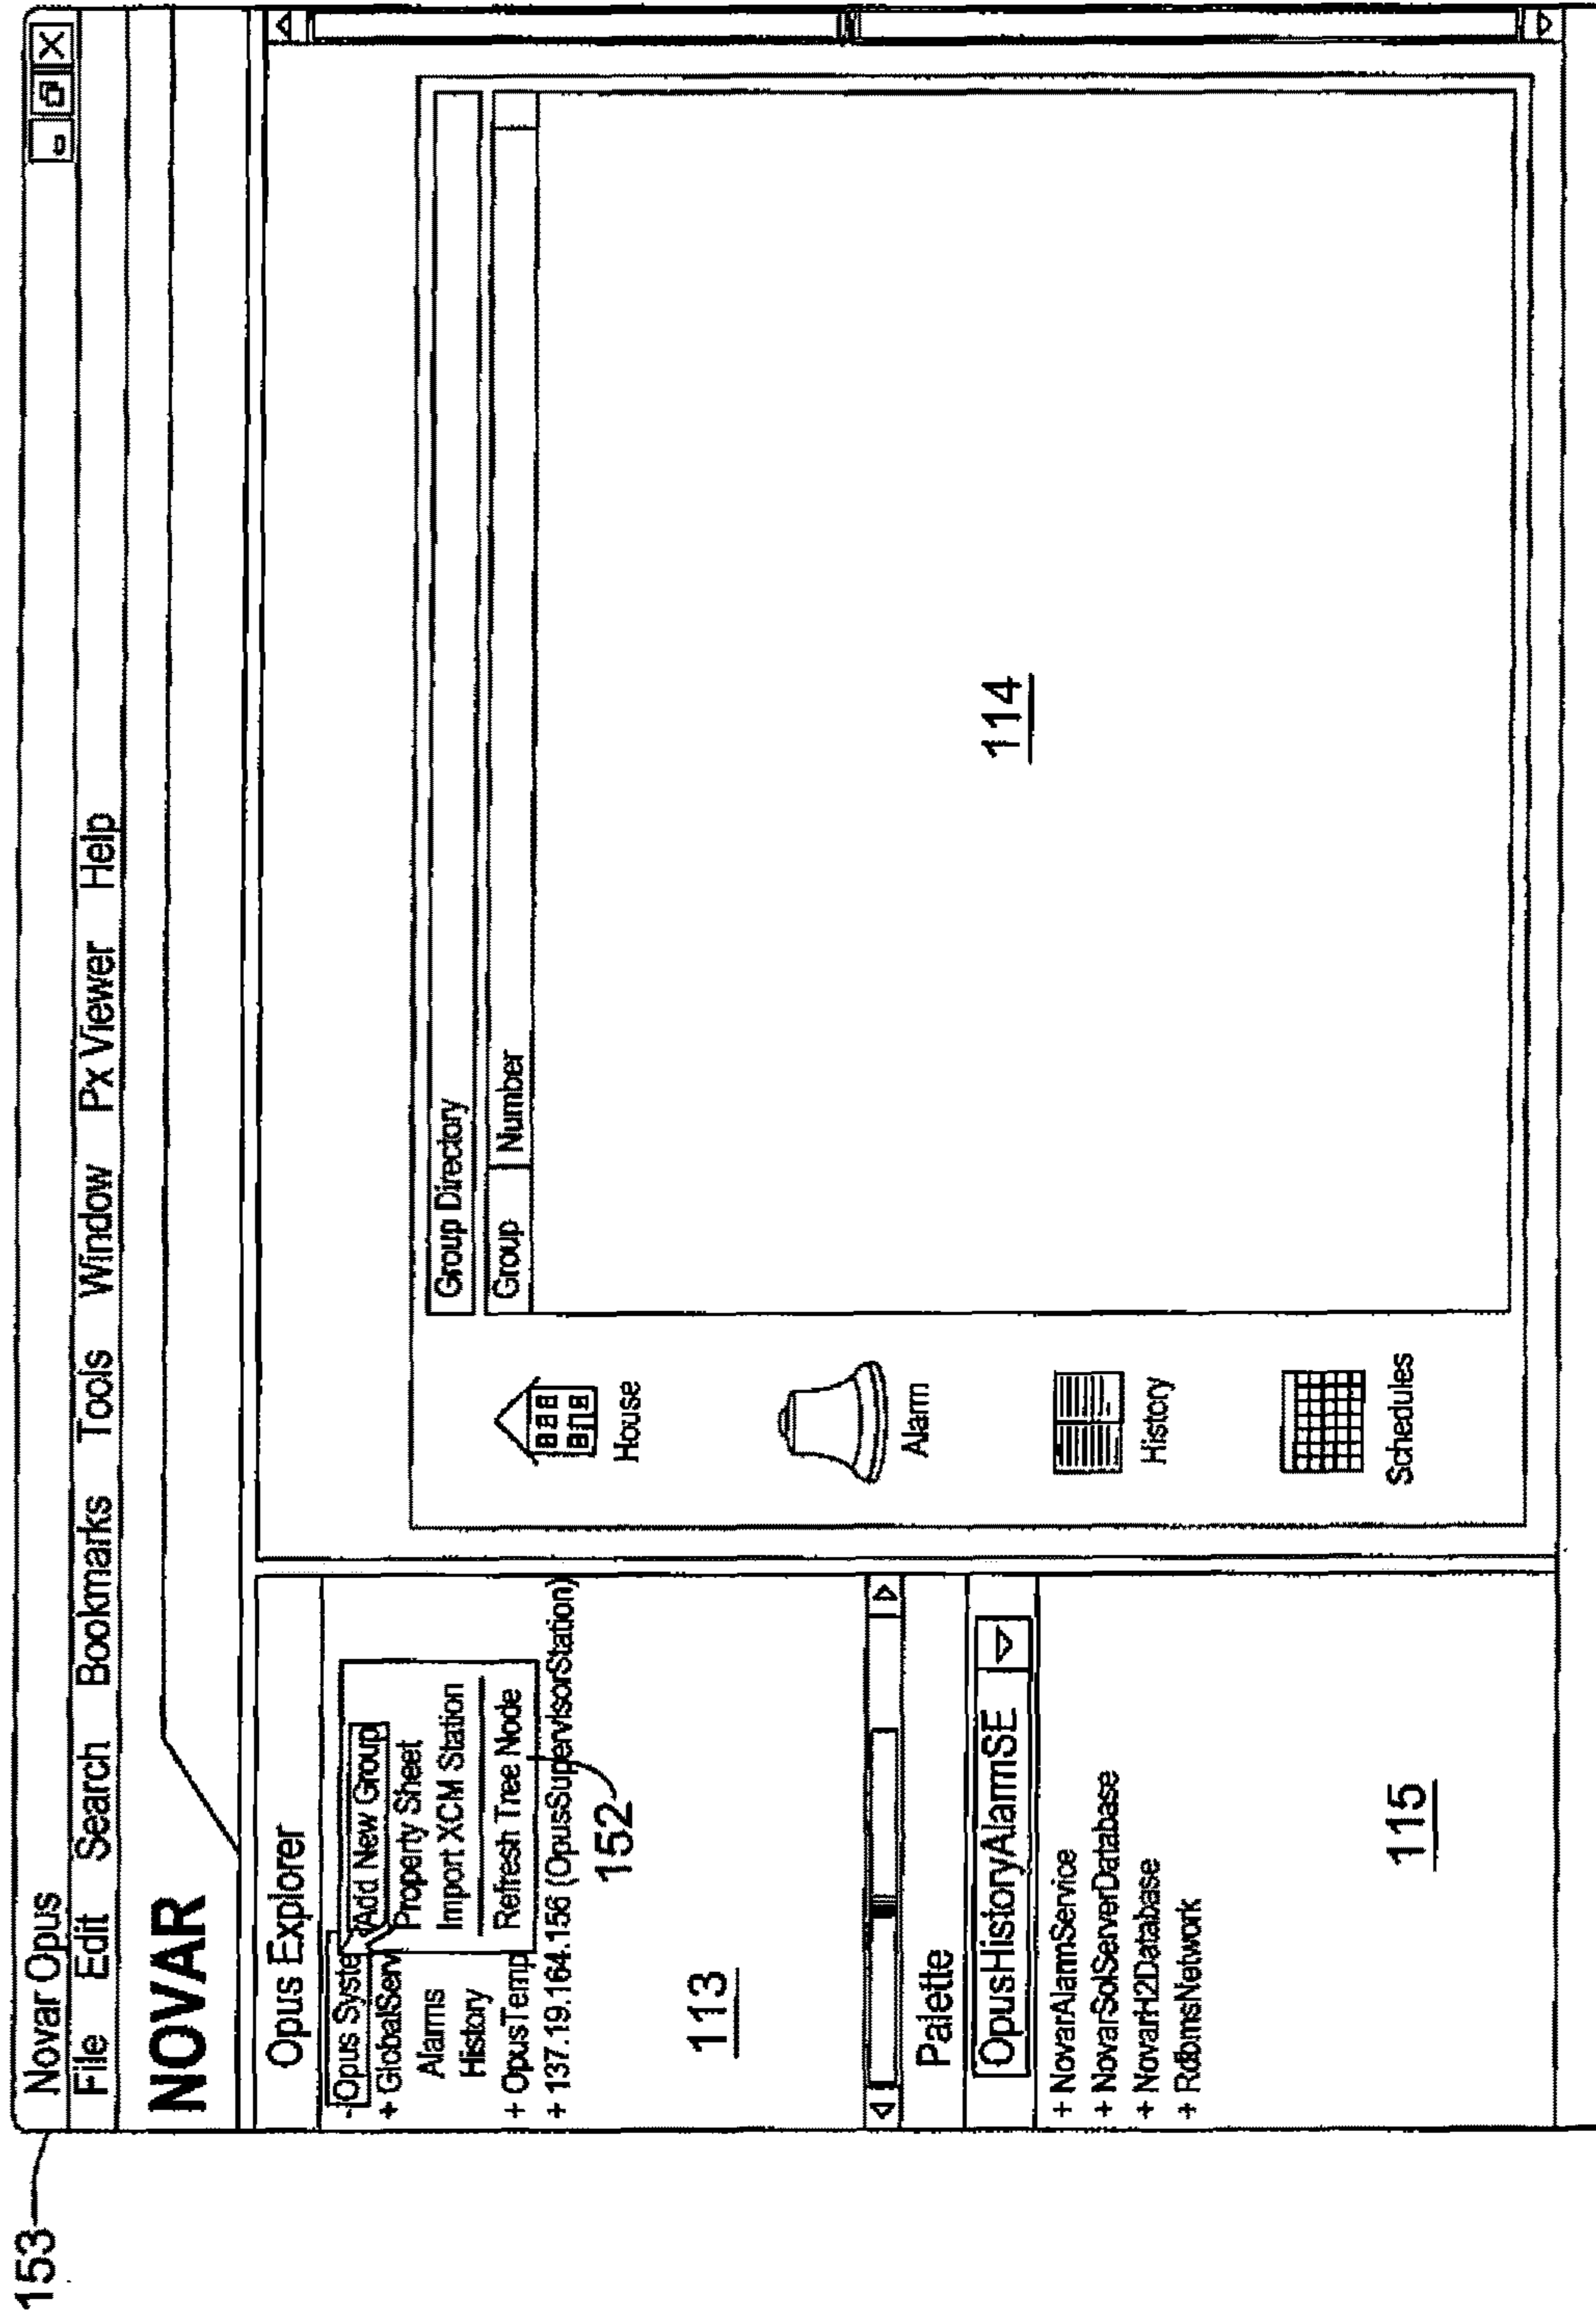 153
Novar Opus
File Edit Search Bookmarks Tools Window Px Viewer Help
NOVAR
Opus Explorer
- Opus Syste
+ GlobalServ
Alarms
History
+ OpusTemp
+ 137.19.164.156 (OpusSupervisorStation)
Add New Group
Property Sheet
Import XCM Station
Refresh Tree Node
152
113
Palette
OpusHistoryAlarmSE
+ NovarAlarmService
+ NovarSolServerDatabase
+ NovarH2Database
+ RdbmsNetwork
115
House
Alarm
History
Schedules
Group Directory
Group Number
114